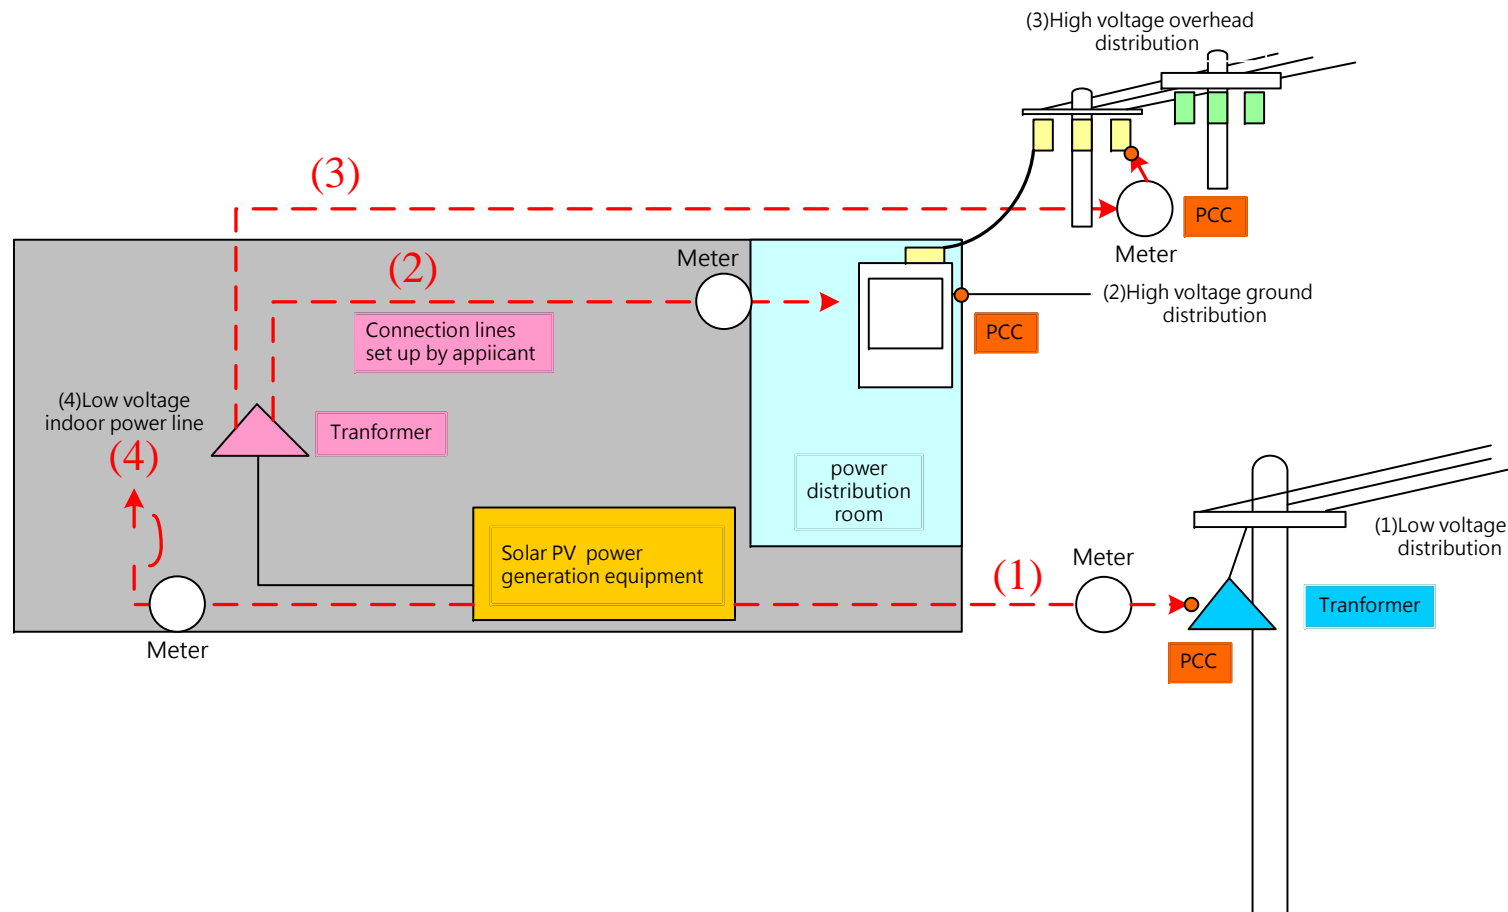 (3)High voltage overhead
distribution
(3)
PCC
Meter
Meter
(2)
(2)High voltage ground
distribution
Connection lines
set up by appiicant
PCC
(4)Low voltage
indoor power line
(4)
Tranformer
power
distribution
room
(1)Low voltage
distribution
Solar PV power
generation equipment
(1)
Meter
Tranformer
Meter
PCC